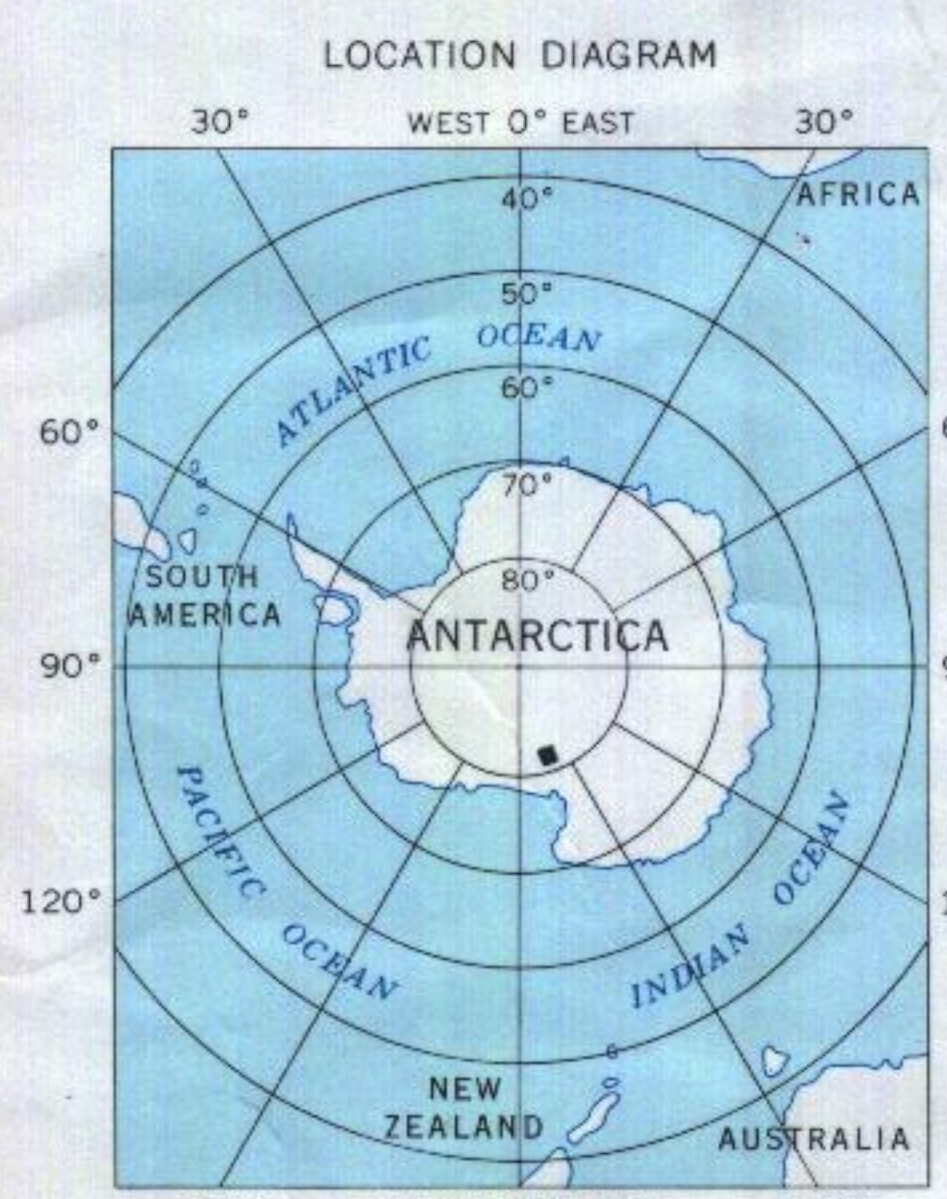 LOCATION DIAGRAM
30° WEST 0° EAST 30°
AFRICA
40°
50°
ATLANTIC OCEAN
60°
60°
70°
80°
SOUTH
AMERICA
ANTARCTICA
90°
PACIFIC OCEAN
INDIAN OCEAN
120°
NEW
ZEALAND
AUSTRALIA